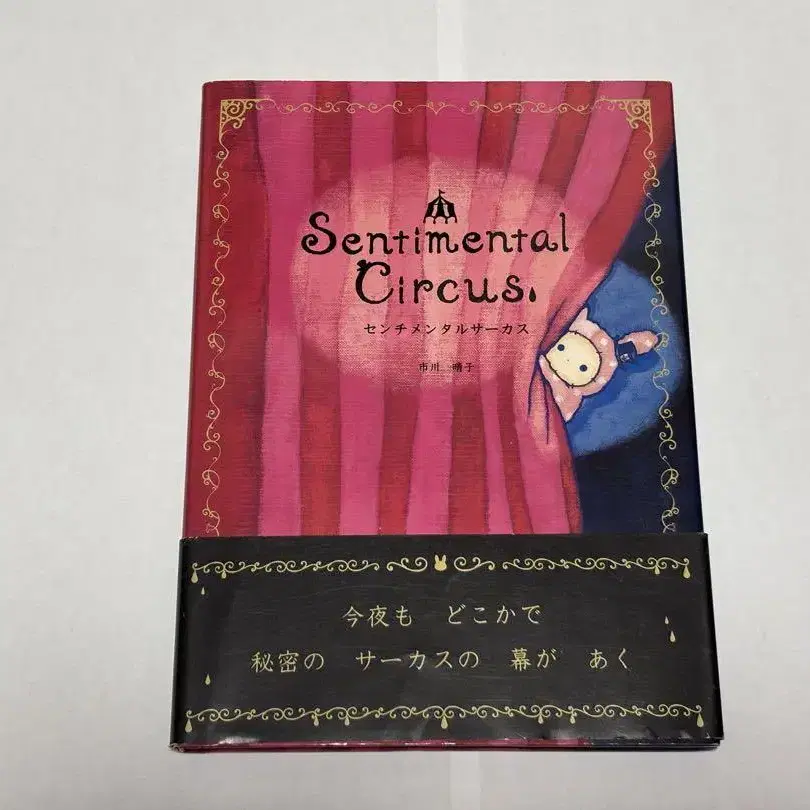 Sentimental
Circus.
センチメンタルサーカス
市川 晴子
今夜も どこかで
秘密の サーカスの 幕が あく